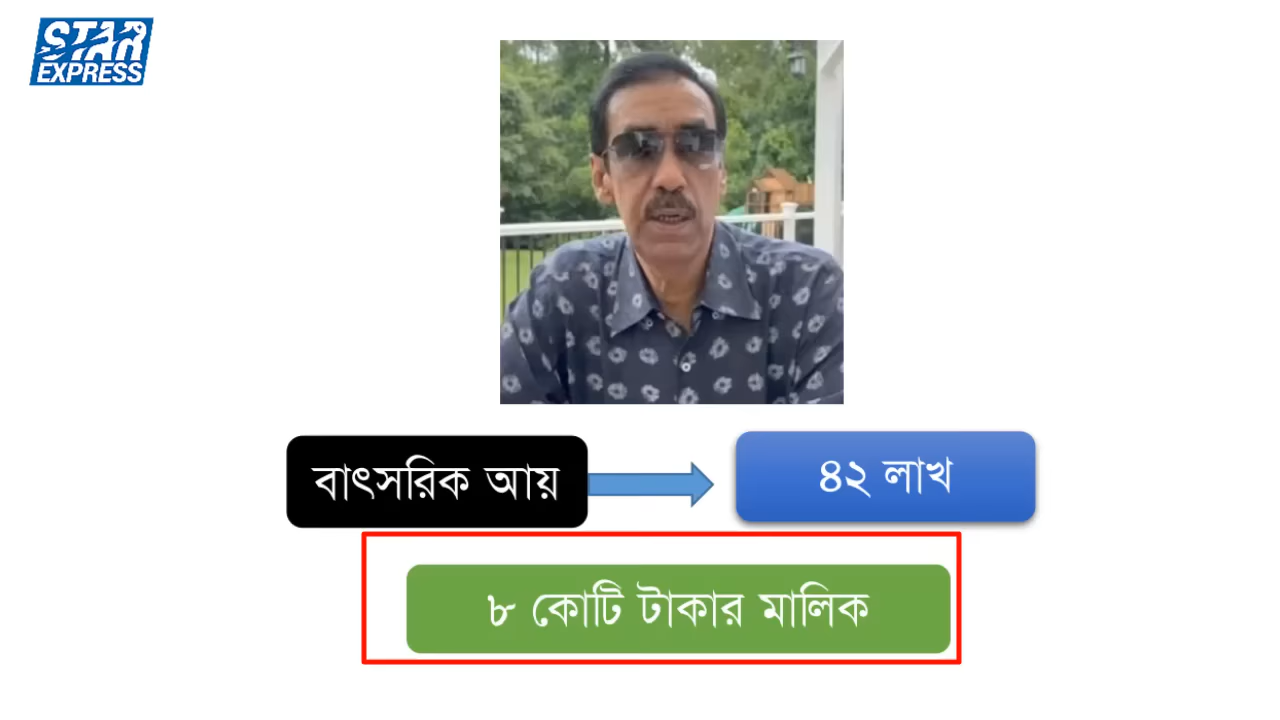 STAR
EXPRESS
বাৎসরিক আয়
৪২ লাখ
৮ কোটি টাকার মালিক